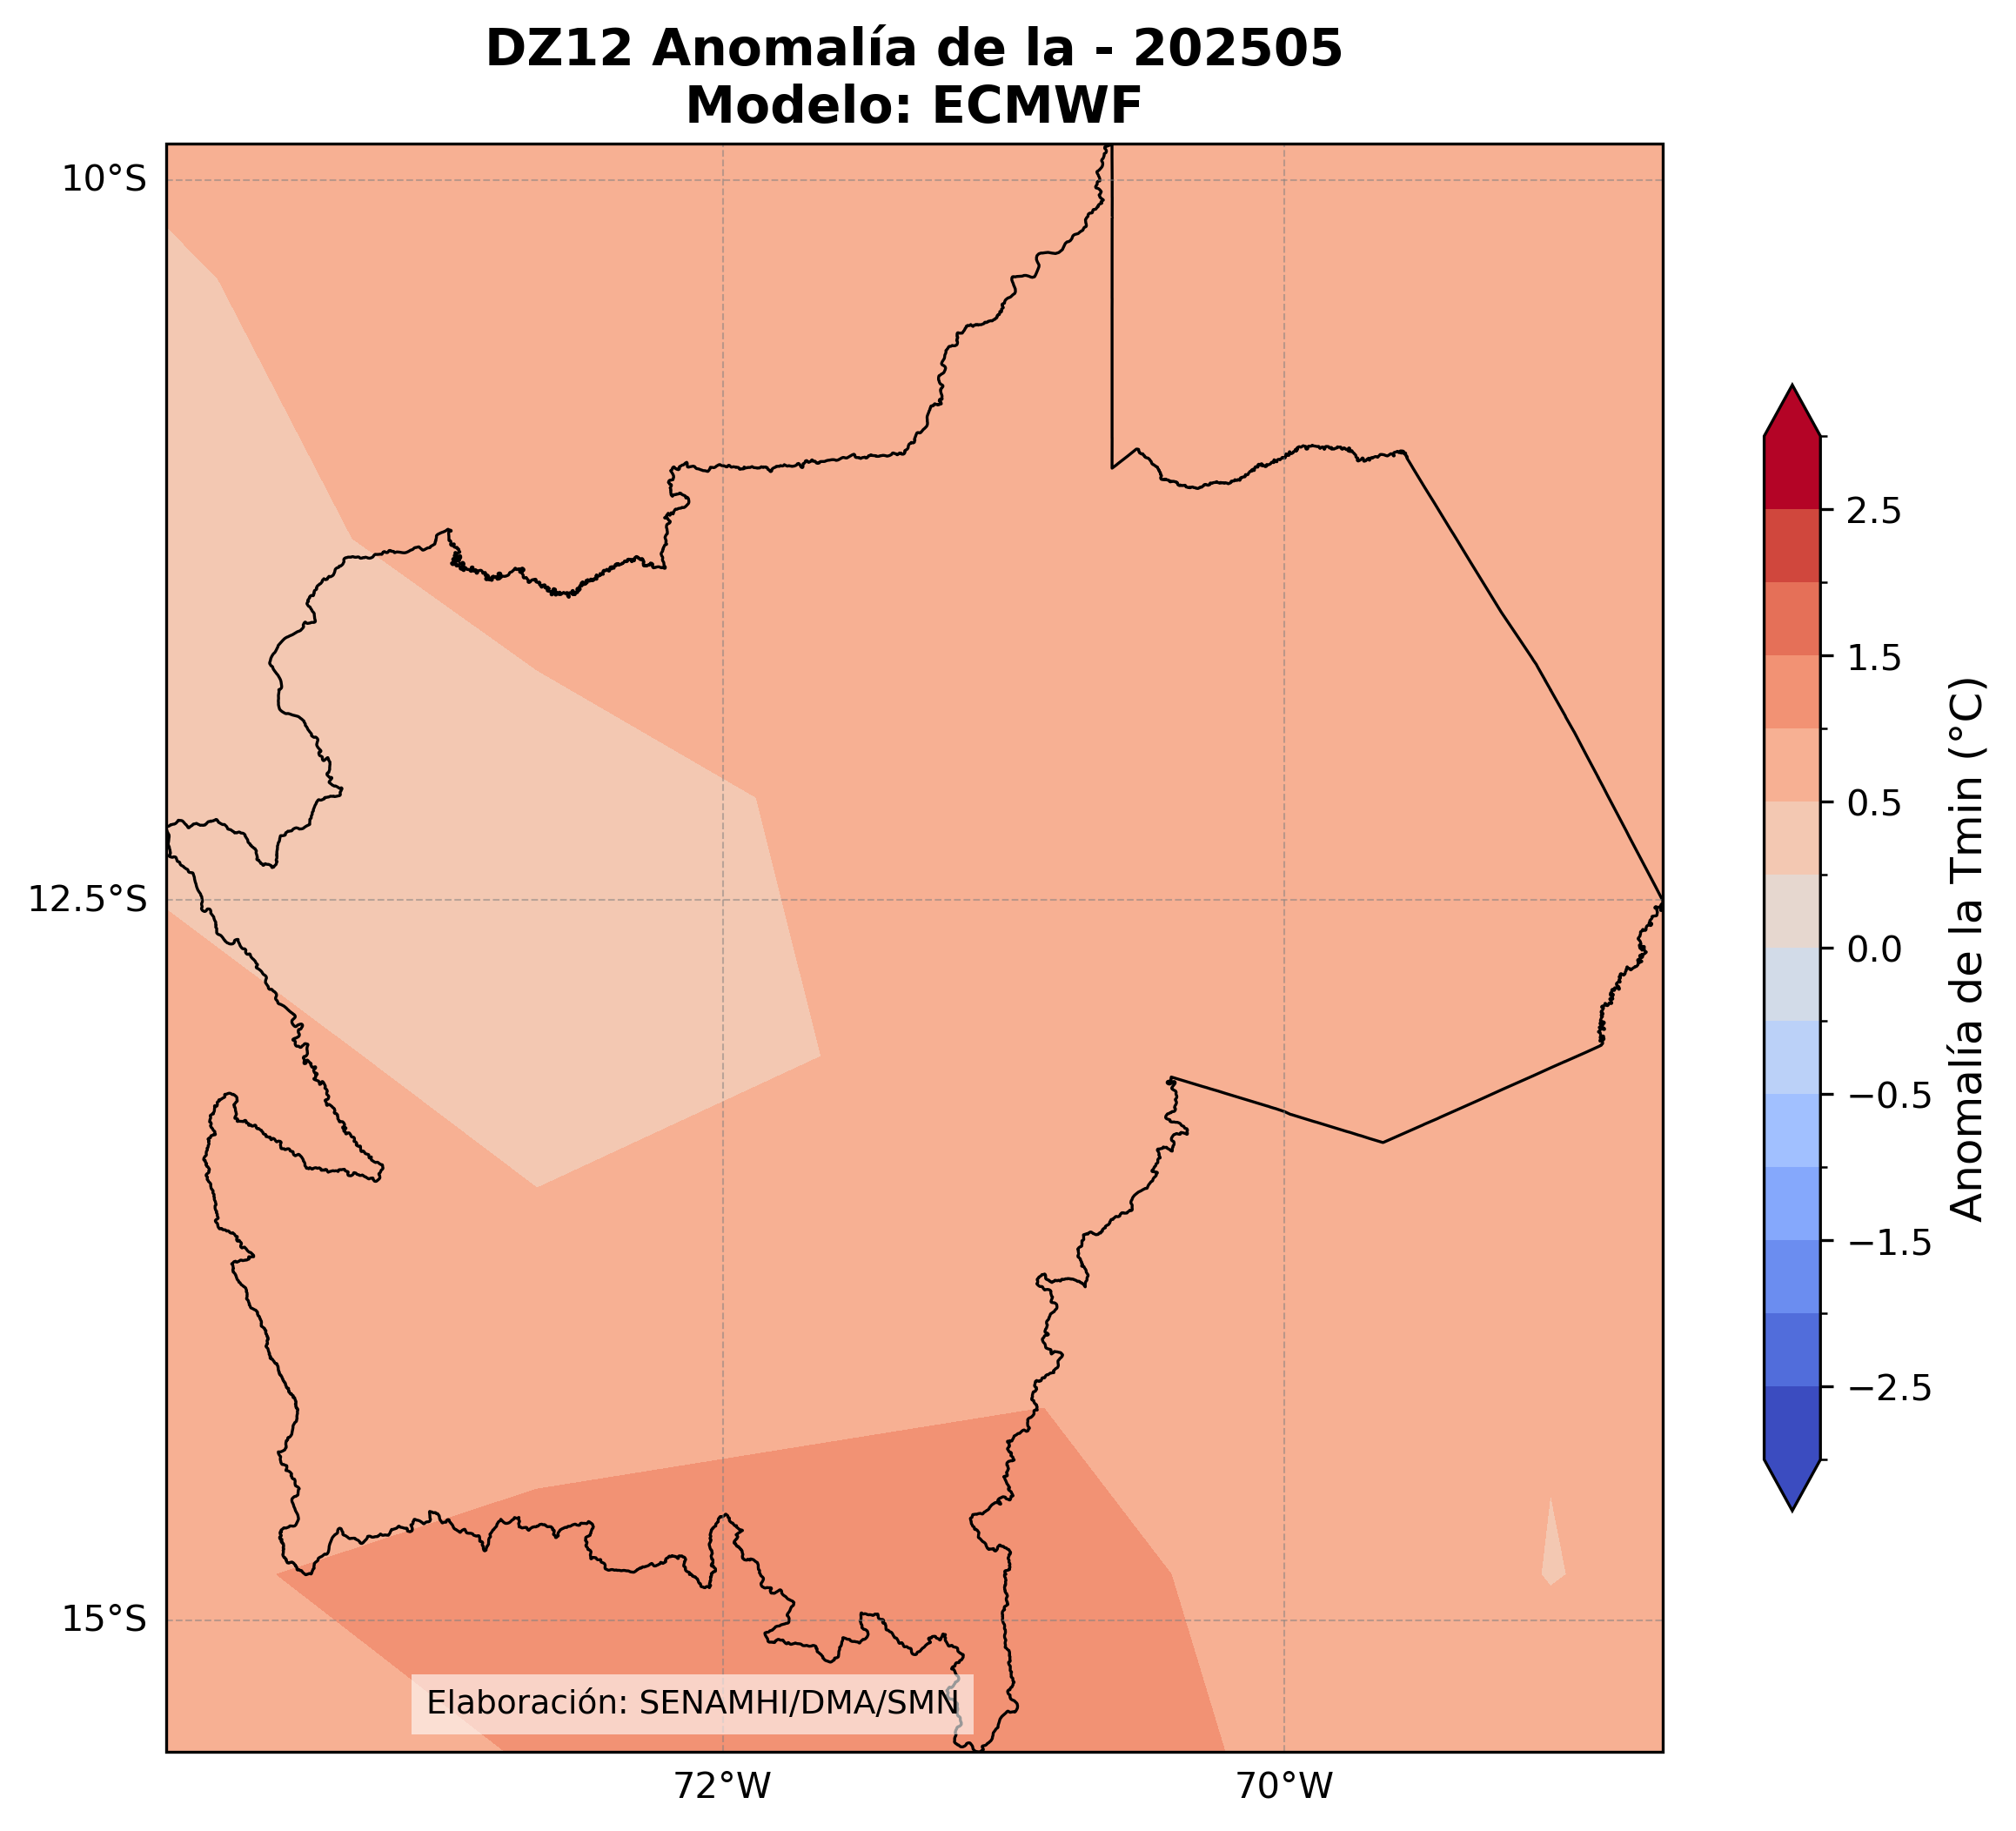 DZ12 Anomalía de la - 202505
Modelo: ECMWF
10°S
12.5°S
15°S
72°W
70°W
2.5
1.5
0.5
0.0
−0.5
−1.5
−2.5
Anomalía de la Tmin (°C)
Elaboración: SENAMHI/DMA/SMN